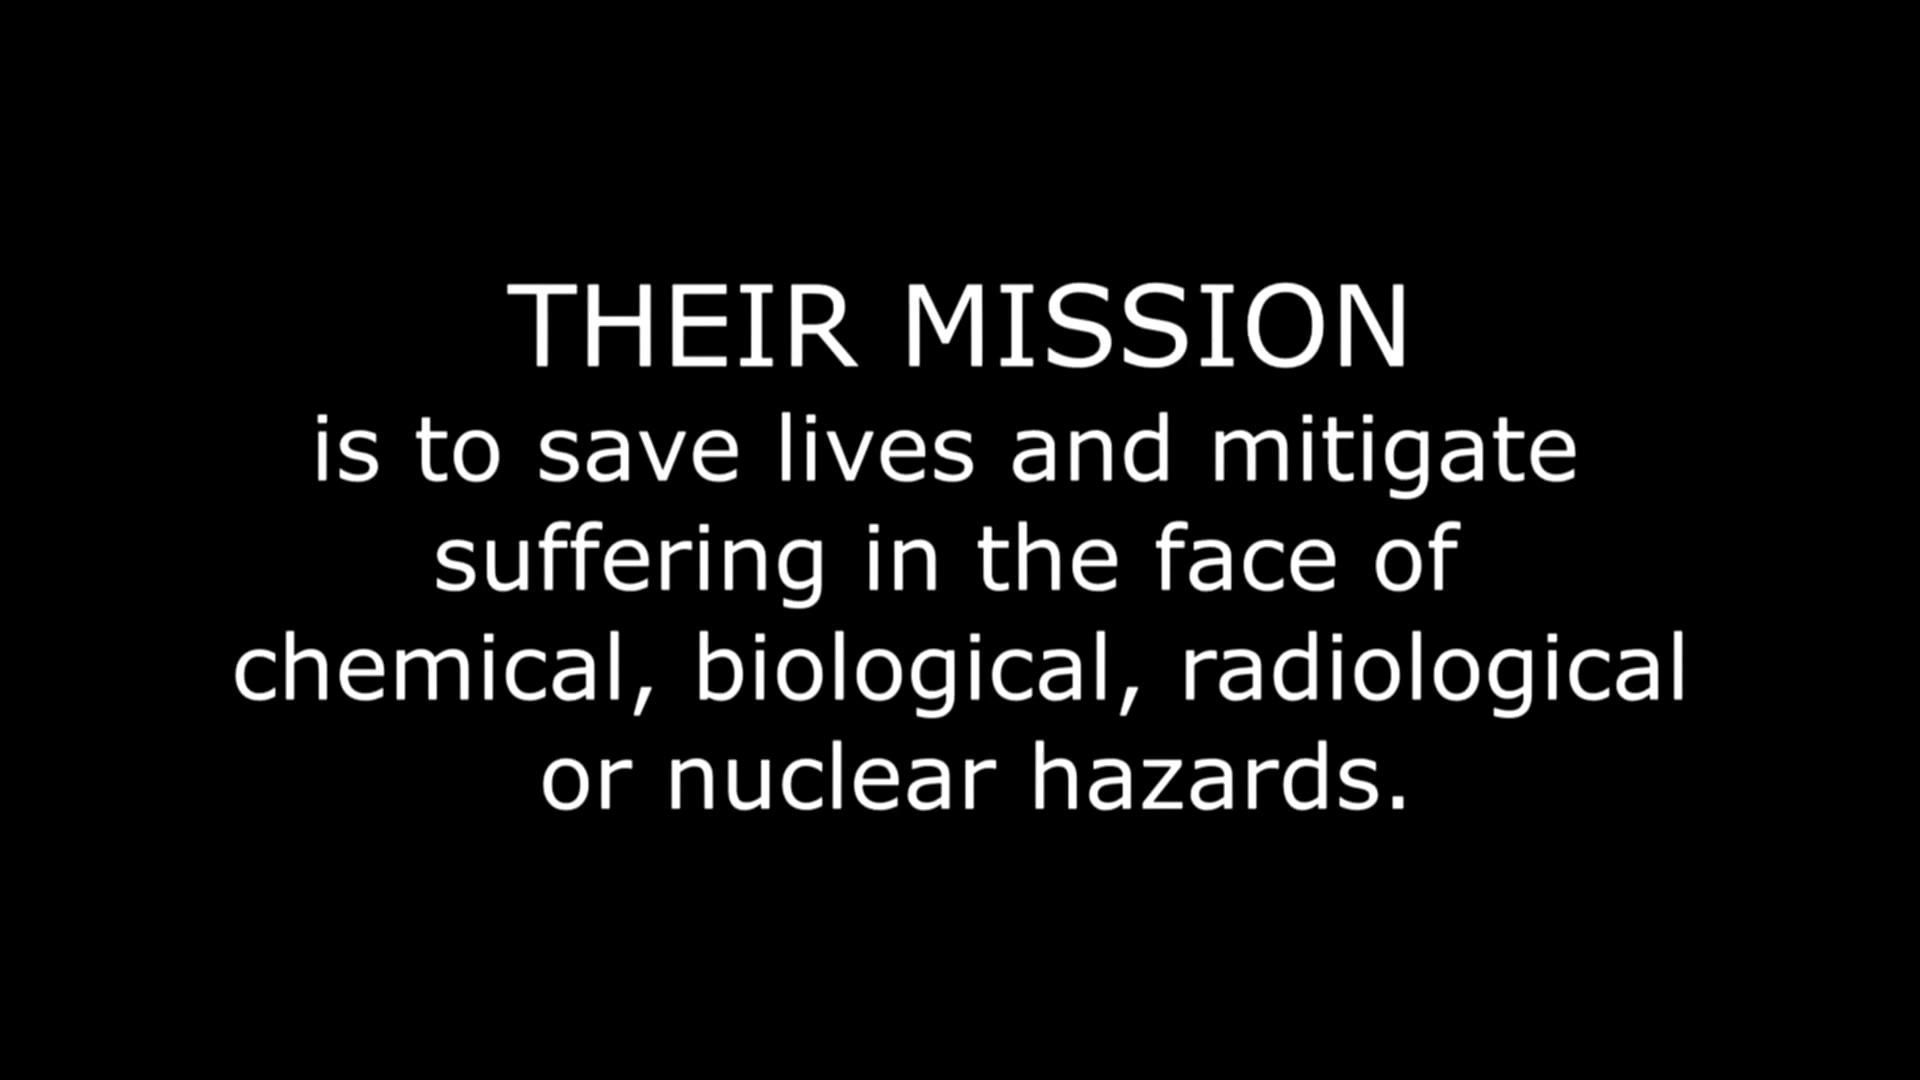 THEIR MISSION
is to save lives and mitigate
suffering in the face of
chemical, biological, radiological
or nuclear hazards.